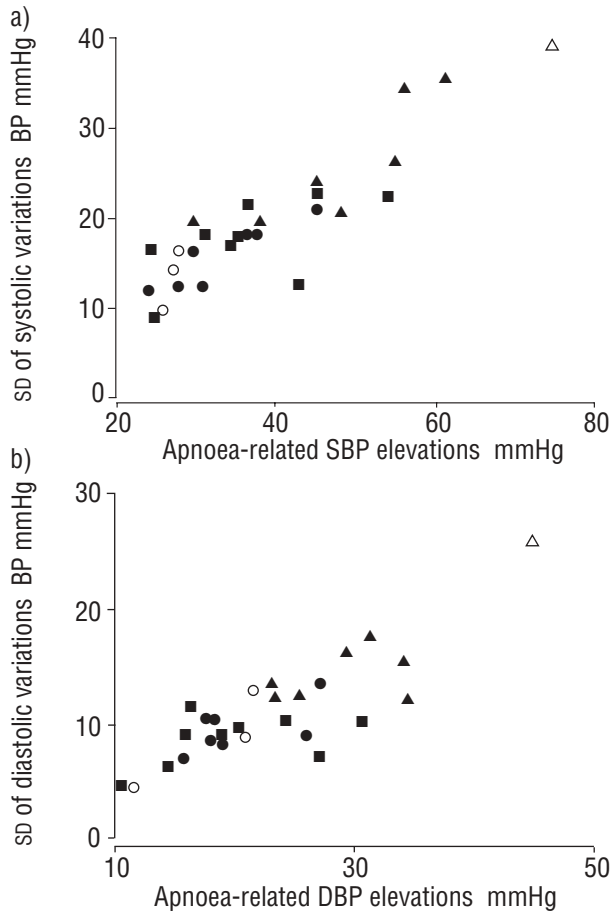 a)
SD of systolic variations BP mmHg
40
30
20
10
0
20
40
60
80
Apnoea-related SBP elevations mmHg
b)
SD of diastolic variations BP mmHg
30
20
10
0
10
30
50
Apnoea-related DBP elevations mmHg